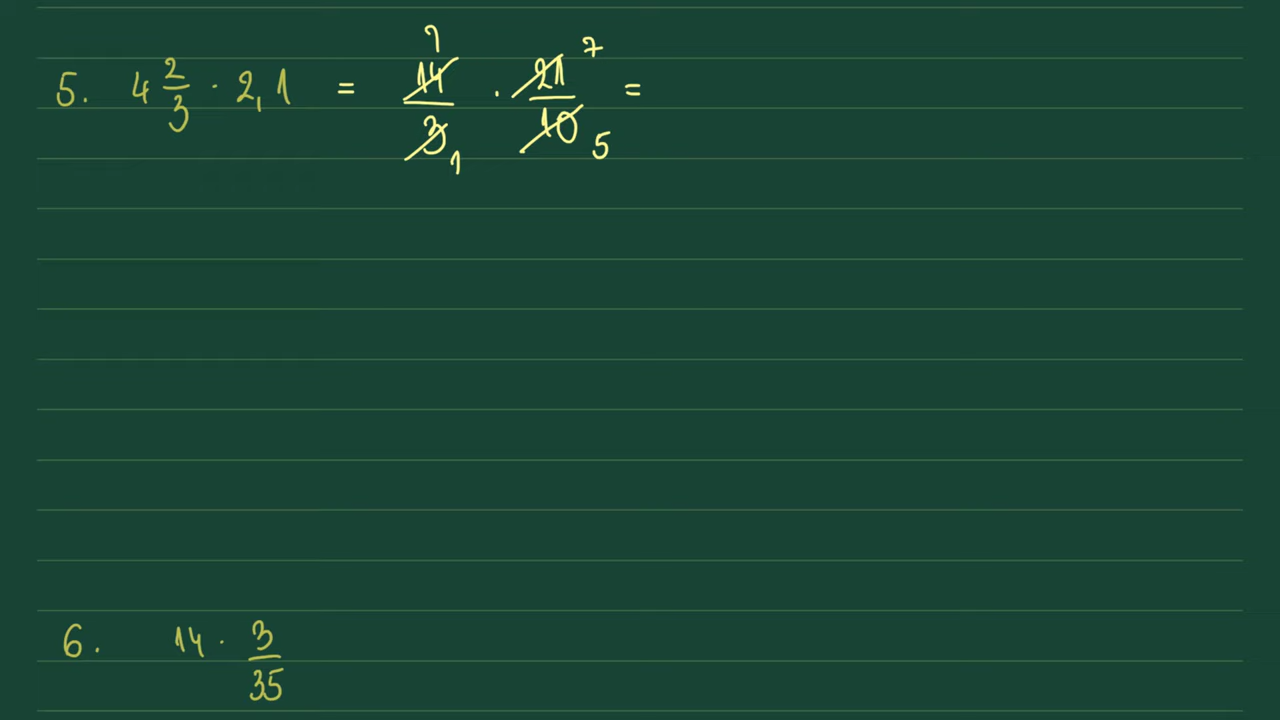 5. 4 2/3 · 2,1 = 14/3 · 21/10 =
7 7
1 5
6. 14 · 3/35